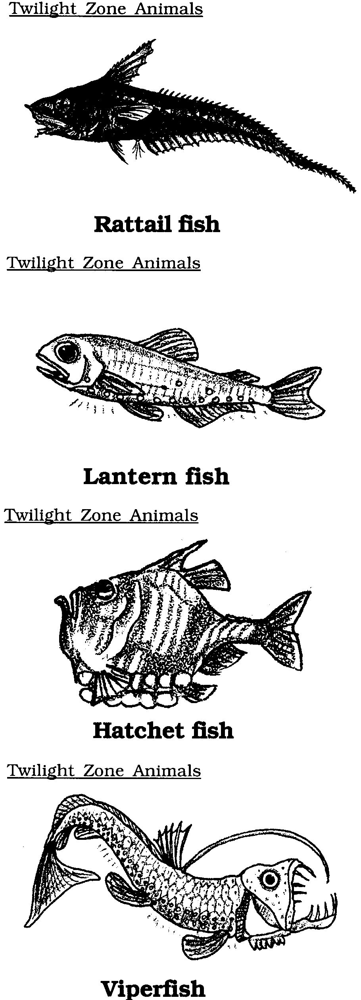 Twilight Zone Animals
Rattail fish
Twilight Zone Animals
Lantern fish
Twilight Zone Animals
Hatchet fish
Twilight Zone Animals
Viperfish